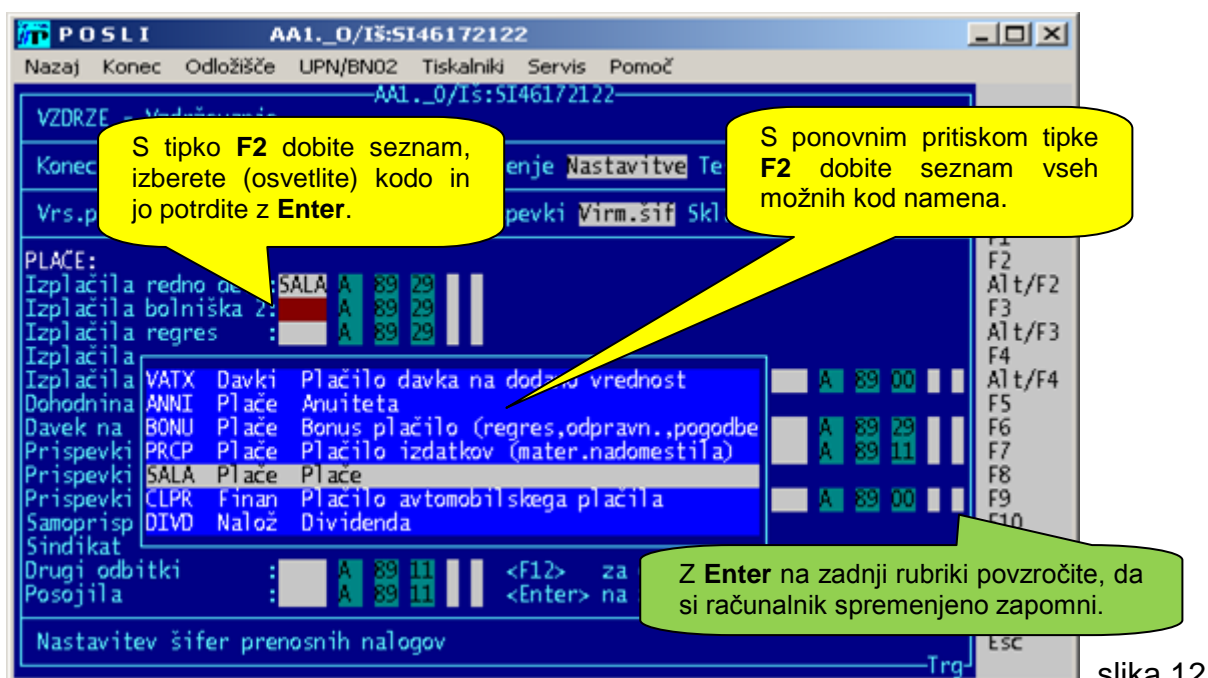 POSLI AA1._O/Iš:SI46172122
Nazaj Konec Odložišče UPN/BN02 Tiskalniki Servis Pomoč
AA1._O/Iš:SI46172122
VZDRZE -
S tipko F2 dobite seznam,
izberete (osvetlite) kodo in
jo potrdite z Enter.
S ponovnim pritiskom tipke
F2 dobite seznam vseh
možnih kod namena.
Konec enje Nastavitve Te
Vrs.p pevki Virm.šif Skl
PLAČE:
Izplačila redno de :SALA A 89 29
Izplačila bolniška 2: A 89 29
Izplačila regres : A 89 29
Izplačila
Izplačila A 89 00
Dohodnina
Davek na A 89 29
Prispevki A 89 11
Prispevki
Prispevki A 89 00
Samoprisp
Sindikat
Drugi odbitki : A 89 11 <F12> za
Posojila : A 89 11 <Enter> na
VATX Davki Plačilo davka na dodano vrednost
ANNI Plače Anuiteta
BONU Plače Bonus plačilo (regres,odpravn.,pogodbe
PRCP Plače Plačilo izdatkov (mater.nadomestila)
SALA Plače Plače
CLPR Finan Plačilo avtomobilskega plačila
DIVD Nalož Dividenda
F1
F2
Alt/F2
F3
Alt/F3
F4
Alt/F4
F5
F6
F7
F8
F9
F10
Esc
Z Enter na zadnji rubriki povzročite, da
si računalnik spremenjeno zapomni.
Nastavitev šifer prenosnih nalogov
Trg
slika 12